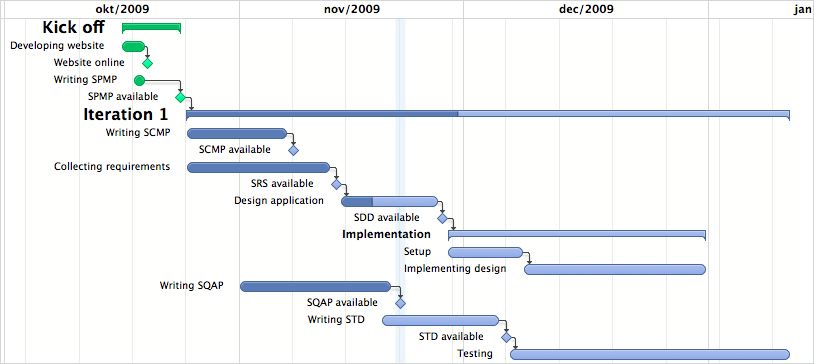 okt/2009 nov/2009 dec/2009 jan
Kick off
Developing website
Website online
Writing SPMP
SPMP available
Iteration 1
Writing SCMP
SCMP available
Collecting requirements
SRS available
Design application
SDD available
Implementation
Setup
Implementing design
Writing SQAP
SQAP available
Writing STD
STD available
Testing